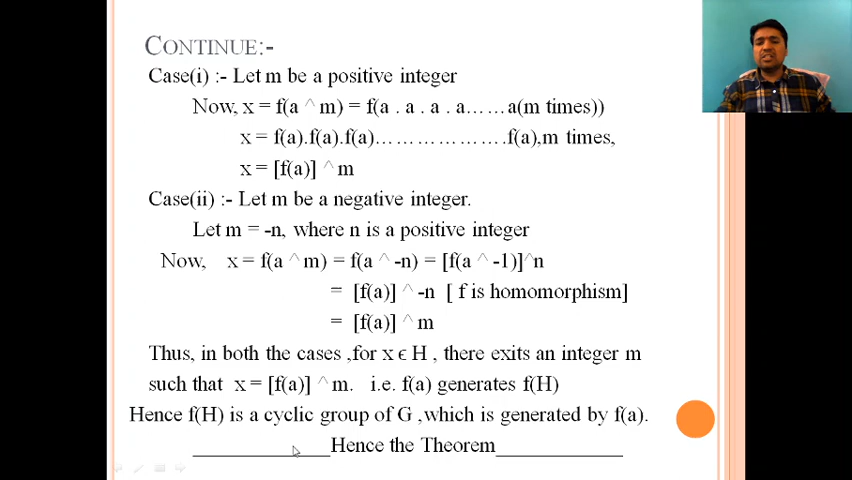 CONTINUE:-
Case(i) :- Let m be a positive integer
Now, x = f(a ^ m) = f(a . a . a . a……a(m times))
x = f(a).f(a).f(a)………………….f(a),m times,
x = [f(a)] ^ m
Case(ii) :- Let m be a negative integer.
Let m = -n, where n is a positive integer
Now, x = f(a ^ m) = f(a ^ -n) = [f(a ^ -1)]^n
= [f(a)] ^ -n [ f is homomorphism]
= [f(a)] ^ m
Thus, in both the cases ,for x ϵ H , there exits an integer m
such that x = [f(a)] ^ m. i.e. f(a) generates f(H)
Hence f(H) is a cyclic group of G ,which is generated by f(a).
______________Hence the Theorem_____________